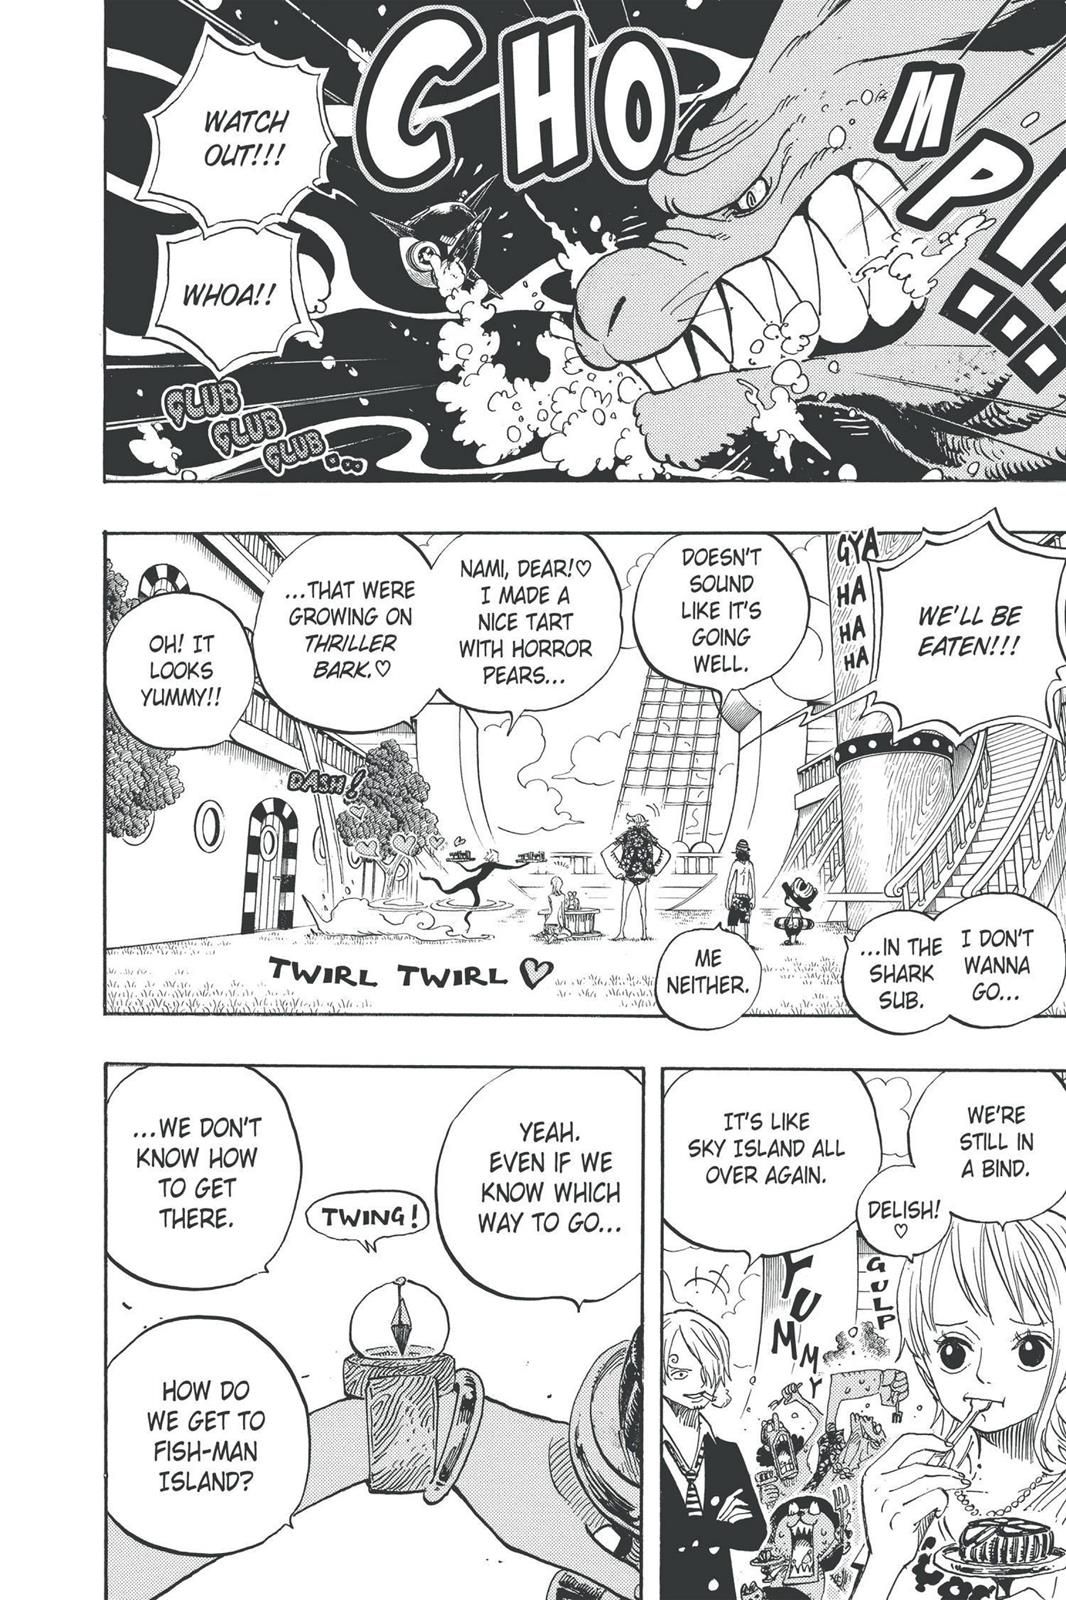 CHOMP!!!
WATCH
OUT!!!
WHOA!!
GLUB
GLUB
GLUB...
GYA
HA
HA
HA
WE'LL BE
EATEN!!!
DOESN'T
SOUND
LIKE IT'S
GOING
WELL.
NAMI, DEAR!♡
I MADE A
NICE TART
WITH HORROR
PEARS...
...THAT WERE
GROWING ON
THRILLER
BARK.♡
OH! IT
LOOKS
YUMMY!!
DASH!
TWIRL TWIRL ♡
I DON'T
WANNA
GO...
...IN THE
SHARK
SUB.
ME
NEITHER.
WE'RE
STILL IN
A BIND.
IT'S LIKE
SKY ISLAND ALL
OVER AGAIN.
DELISH!
♡
GULP
YUMMY
YEAH.
EVEN IF WE
KNOW WHICH
WAY TO GO...
TWING!
...WE DON'T
KNOW HOW
TO GET
THERE.
HOW DO
WE GET TO
FISH-MAN
ISLAND?